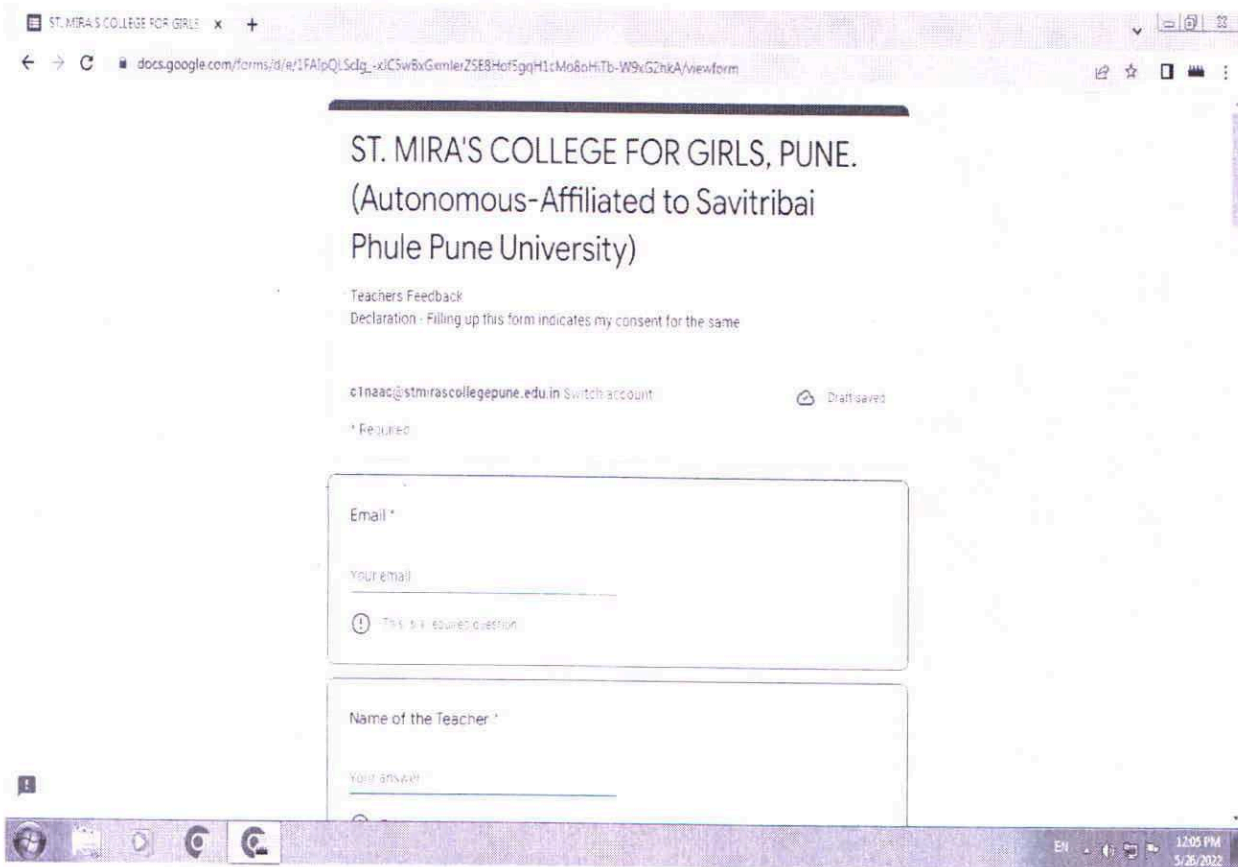 ST. MIRA'S COLLEGE FOR GIRLS
docs.google.com/forms/d/e/
/viewform
ST. MIRA'S COLLEGE FOR GIRLS, PUNE.
(Autonomous-Affiliated to Savitribai
Phule Pune University)
Teachers Feedback
Declaration - Filling up this form indicates my consent for the same
c1naac@stmirascollegepune.edu.in Switch account
Draft saved
* Required
Email *
Your email
This is a required question
Name of the Teacher *
Your answer
EN
12:05 PM
5/26/2022